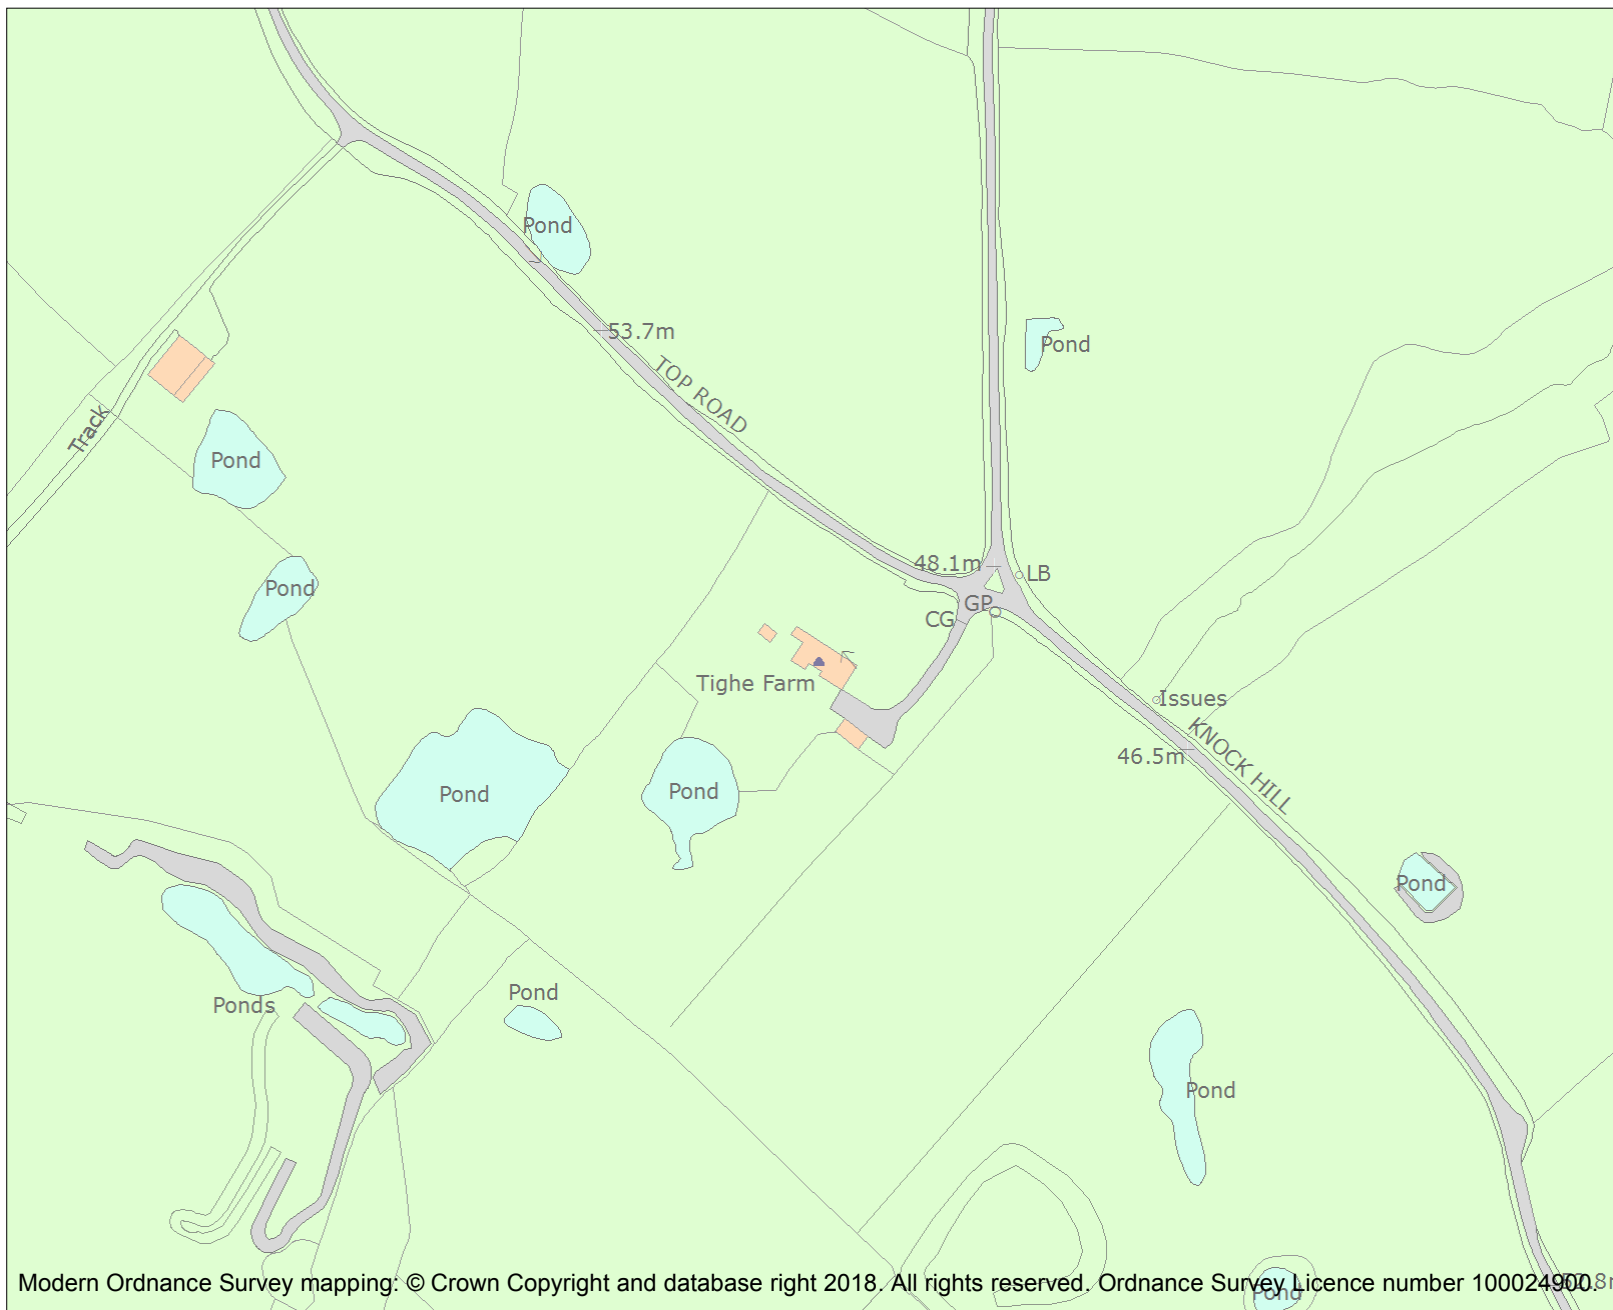 Pond
53.7m
TOP ROAD
Pond
Track
Pond
48.1m
LB
Pond
GP
CG
Tighe Farm
Issues
KNOCK HILL
46.5m
Pond
Pond
Pond
Pond
Ponds
Pond
Modern Ordnance Survey mapping: © Crown Copyright and database right 2018. All rights reserved. Ordnance Survey Licence number 100024900.
Pond